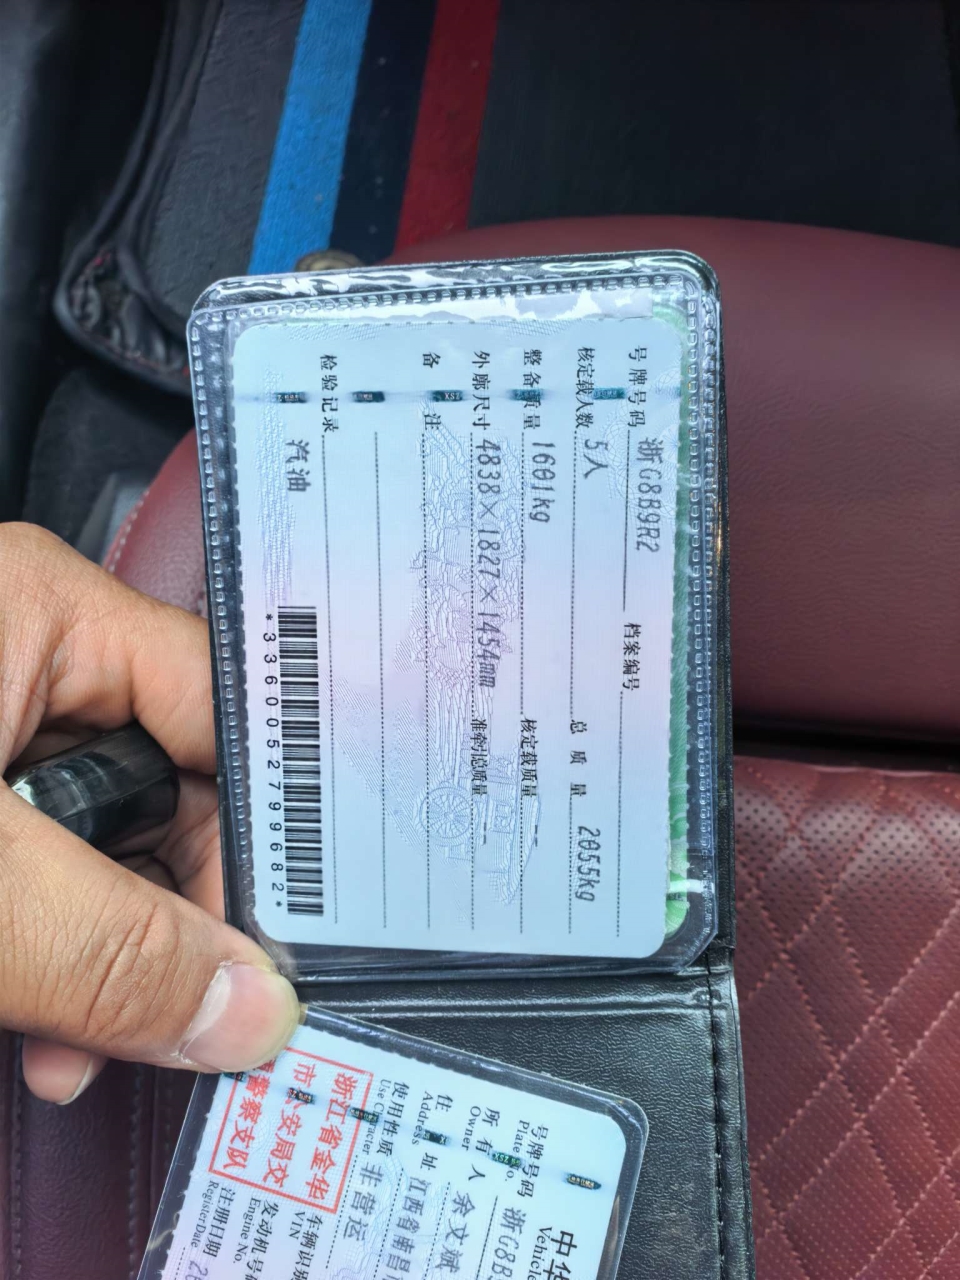 号牌号码 浙G8B9R2 档案编号
核定载人数 5人 总质量 2055kg
整备质量 1601kg 核定载质量 --
外廓尺寸 4838×1827×1454mm 准牵引总质量 --
备注
检验记录
汽油
*3360052799682*
中华
Vehicle
号牌号码 浙G8B
Plate No.
所有人 余文斌
Owner
住址 江西省南昌
Address
使用性质 非营运
Use Character
浙江省金华
市公安局交
警察支队
车辆识别
VIN
发动机号
Engine No.
注册日期
Register Date